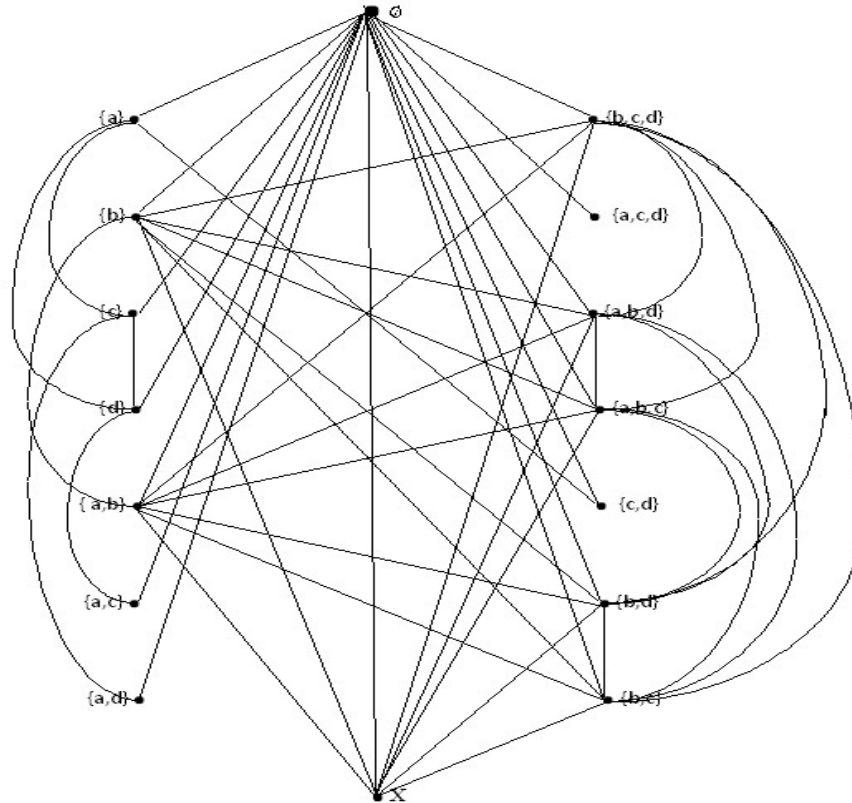 ∅
{a} {b,c,d}
{b} {a,c,d}
{c} {a,b,d}
{d} {a,b,c}
{ a,b} {c,d}
{a,c} {b,d}
{a,d} {b,c}
X